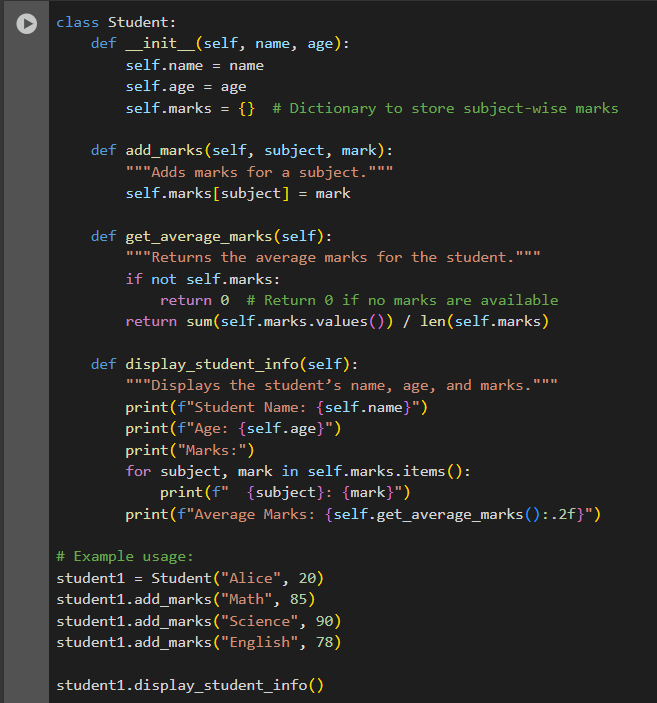 class Student:
    def __init__(self, name, age):
        self.name = name
        self.age = age
        self.marks = {}  # Dictionary to store subject-wise marks

    def add_marks(self, subject, mark):
        """Adds marks for a subject."""
        self.marks[subject] = mark

    def get_average_marks(self):
        """Returns the average marks for the student."""
        if not self.marks:
            return 0  # Return 0 if no marks are available
        return sum(self.marks.values()) / len(self.marks)

    def display_student_info(self):
        """Displays the student’s name, age, and marks."""
        print(f"Student Name: {self.name}")
        print(f"Age: {self.age}")
        print("Marks:")
        for subject, mark in self.marks.items():
            print(f"  {subject}: {mark}")
        print(f"Average Marks: {self.get_average_marks():.2f}")

# Example usage:
student1 = Student("Alice", 20)
student1.add_marks("Math", 85)
student1.add_marks("Science", 90)
student1.add_marks("English", 78)

student1.display_student_info()